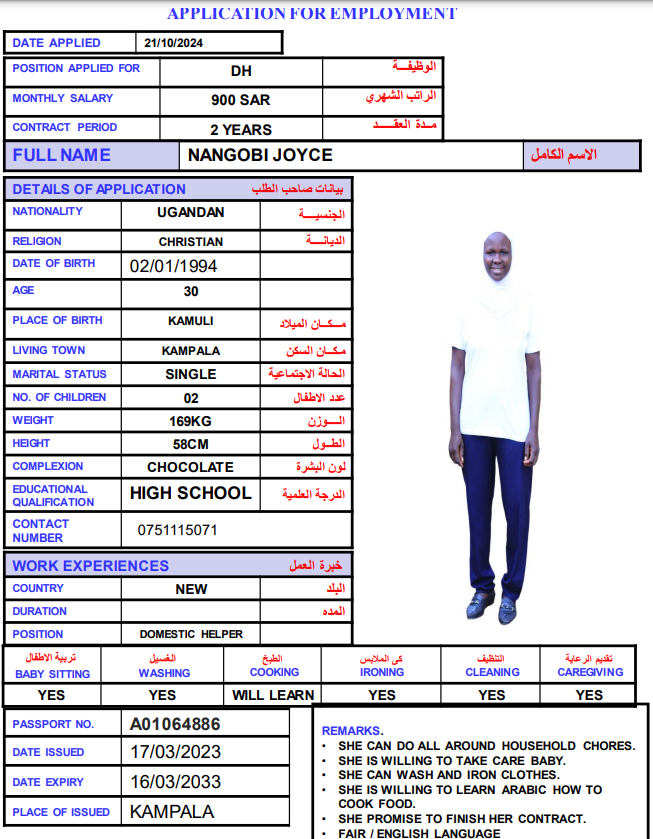 APPLICATION FOR EMPLOYMENT
DATE APPLIED 21/10/2024
POSITION APPLIED FOR DH الوظيفـــة
MONTHLY SALARY 900 SAR الراتب الشهري
CONTRACT PERIOD 2 YEARS مـدة العقـــد
FULL NAME NANGOBI JOYCE الاسم الكامل
DETAILS OF APPLICATION بيانات صاحب الطلب
NATIONALITY UGANDAN الجنسيـــة
RELIGION CHRISTIAN الديانـــة
DATE OF BIRTH 02/01/1994
AGE 30
PLACE OF BIRTH KAMULI مـــكـــان الميلاد
LIVING TOWN KAMPALA مـكـــان السكن
MARITAL STATUS SINGLE الحالة الاجتماعية
NO. OF CHILDREN 02 عدد الاطفال
WEIGHT 169KG الـــوزن
HEIGHT 58CM الطـــول
COMPLEXION CHOCOLATE لون البشرة
EDUCATIONAL QUALIFICATION HIGH SCHOOL الدرجة العلمية
CONTACT NUMBER 0751115071
WORK EXPERIENCES خبرة العمل
COUNTRY NEW البلد
DURATION المده
POSITION DOMESTIC HELPER
تربية الاطفال الغسيل الطبخ كي الملابس التنظيف تقديم الرعاية
BABY SITTING WASHING COOKING IRONING CLEANING CAREGIVING
YES YES WILL LEARN YES YES YES
PASSPORT NO. A01064886
DATE ISSUED 17/03/2023
DATE EXPIRY 16/03/2033
PLACE OF ISSUED KAMPALA
REMARKS.
• SHE CAN DO ALL AROUND HOUSEHOLD CHORES.
• SHE IS WILLING TO TAKE CARE BABY.
• SHE CAN WASH AND IRON CLOTHES.
• SHE IS WILLING TO LEARN ARABIC HOW TO
COOK FOOD.
• SHE PROMISE TO FINISH HER CONTRACT.
• FAIR / ENGLISH LANGUAGE